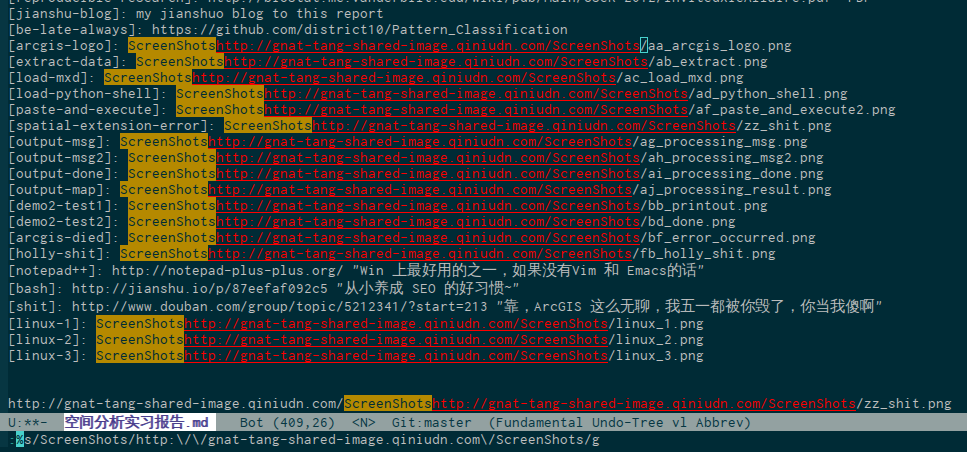 [jianshu-blog]: my jianshuo blog to this report
[be-late-always]: https://github.com/district10/Pattern_Classification
[arcgis-logo]: ScreenShotshttp://gnat-tang-shared-image.qiniudn.com/ScreenShots/aa_arcgis_logo.png
[extract-data]: ScreenShotshttp://gnat-tang-shared-image.qiniudn.com/ScreenShots/ab_extract.png
[load-mxd]: ScreenShotshttp://gnat-tang-shared-image.qiniudn.com/ScreenShots/ac_load_mxd.png
[load-python-shell]: ScreenShotshttp://gnat-tang-shared-image.qiniudn.com/ScreenShots/ad_python_shell.png
[paste-and-execute]: ScreenShotshttp://gnat-tang-shared-image.qiniudn.com/ScreenShots/af_paste_and_execute2.png
[spatial-extension-error]: ScreenShotshttp://gnat-tang-shared-image.qiniudn.com/ScreenShots/zz_shit.png
[output-msg]: ScreenShotshttp://gnat-tang-shared-image.qiniudn.com/ScreenShots/ag_processing_msg.png
[output-msg2]: ScreenShotshttp://gnat-tang-shared-image.qiniudn.com/ScreenShots/ah_processing_msg2.png
[output-done]: ScreenShotshttp://gnat-tang-shared-image.qiniudn.com/ScreenShots/ai_processing_done.png
[output-map]: ScreenShotshttp://gnat-tang-shared-image.qiniudn.com/ScreenShots/aj_processing_result.png
[demo2-test1]: ScreenShotshttp://gnat-tang-shared-image.qiniudn.com/ScreenShots/bb_printout.png
[demo2-test2]: ScreenShotshttp://gnat-tang-shared-image.qiniudn.com/ScreenShots/bd_done.png
[arcgis-died]: ScreenShotshttp://gnat-tang-shared-image.qiniudn.com/ScreenShots/bf_error_occurred.png
[holly-shit]: ScreenShotshttp://gnat-tang-shared-image.qiniudn.com/ScreenShots/fb_holly_shit.png
[notepad++]: http://notepad-plus-plus.org/ "Win 上最好用的之一，如果没有Vim 和 Emacs的话"
[bash]: http://jianshu.io/p/87eefaf092c5 "从小养成 SEO 的好习惯~"
[shit]: http://www.douban.com/group/topic/5212341/?start=213 "靠，ArcGIS 这么无聊，我五一都被你毁了，你当我傻啊"
[linux-1]: ScreenShotshttp://gnat-tang-shared-image.qiniudn.com/ScreenShots/linux_1.png
[linux-2]: ScreenShotshttp://gnat-tang-shared-image.qiniudn.com/ScreenShots/linux_2.png
[linux-3]: ScreenShotshttp://gnat-tang-shared-image.qiniudn.com/ScreenShots/linux_3.png
http://gnat-tang-shared-image.qiniudn.com/ScreenShotshttp://gnat-tang-shared-image.qiniudn.com/ScreenShots/zz_shit.png
U:**- 空间分析实习报告.md Bot (409,26) <N> Git:master (Fundamental Undo-Tree vl Abbrev)
:%s/ScreenShots/http:\/\/gnat-tang-shared-image.qiniudn.com\/ScreenShots/g